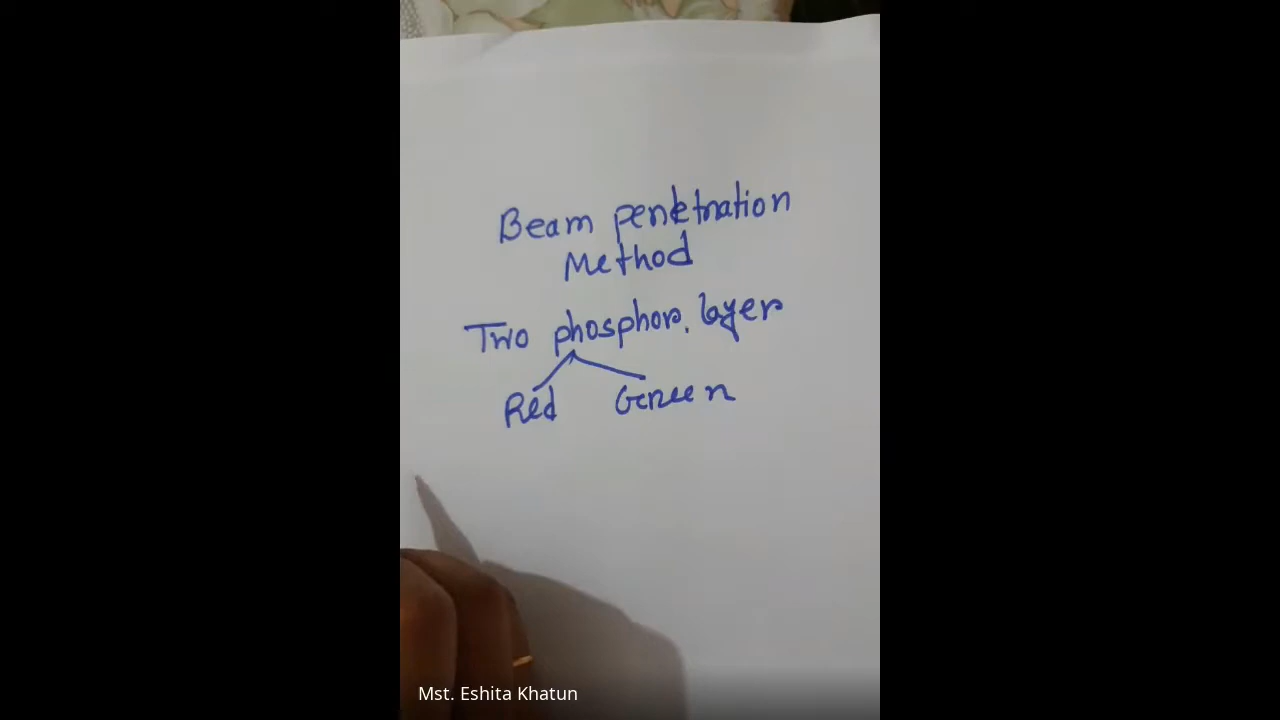 Beam penetration
Method
Two phosphor layer
Red Green
Mst. Eshita Khatun